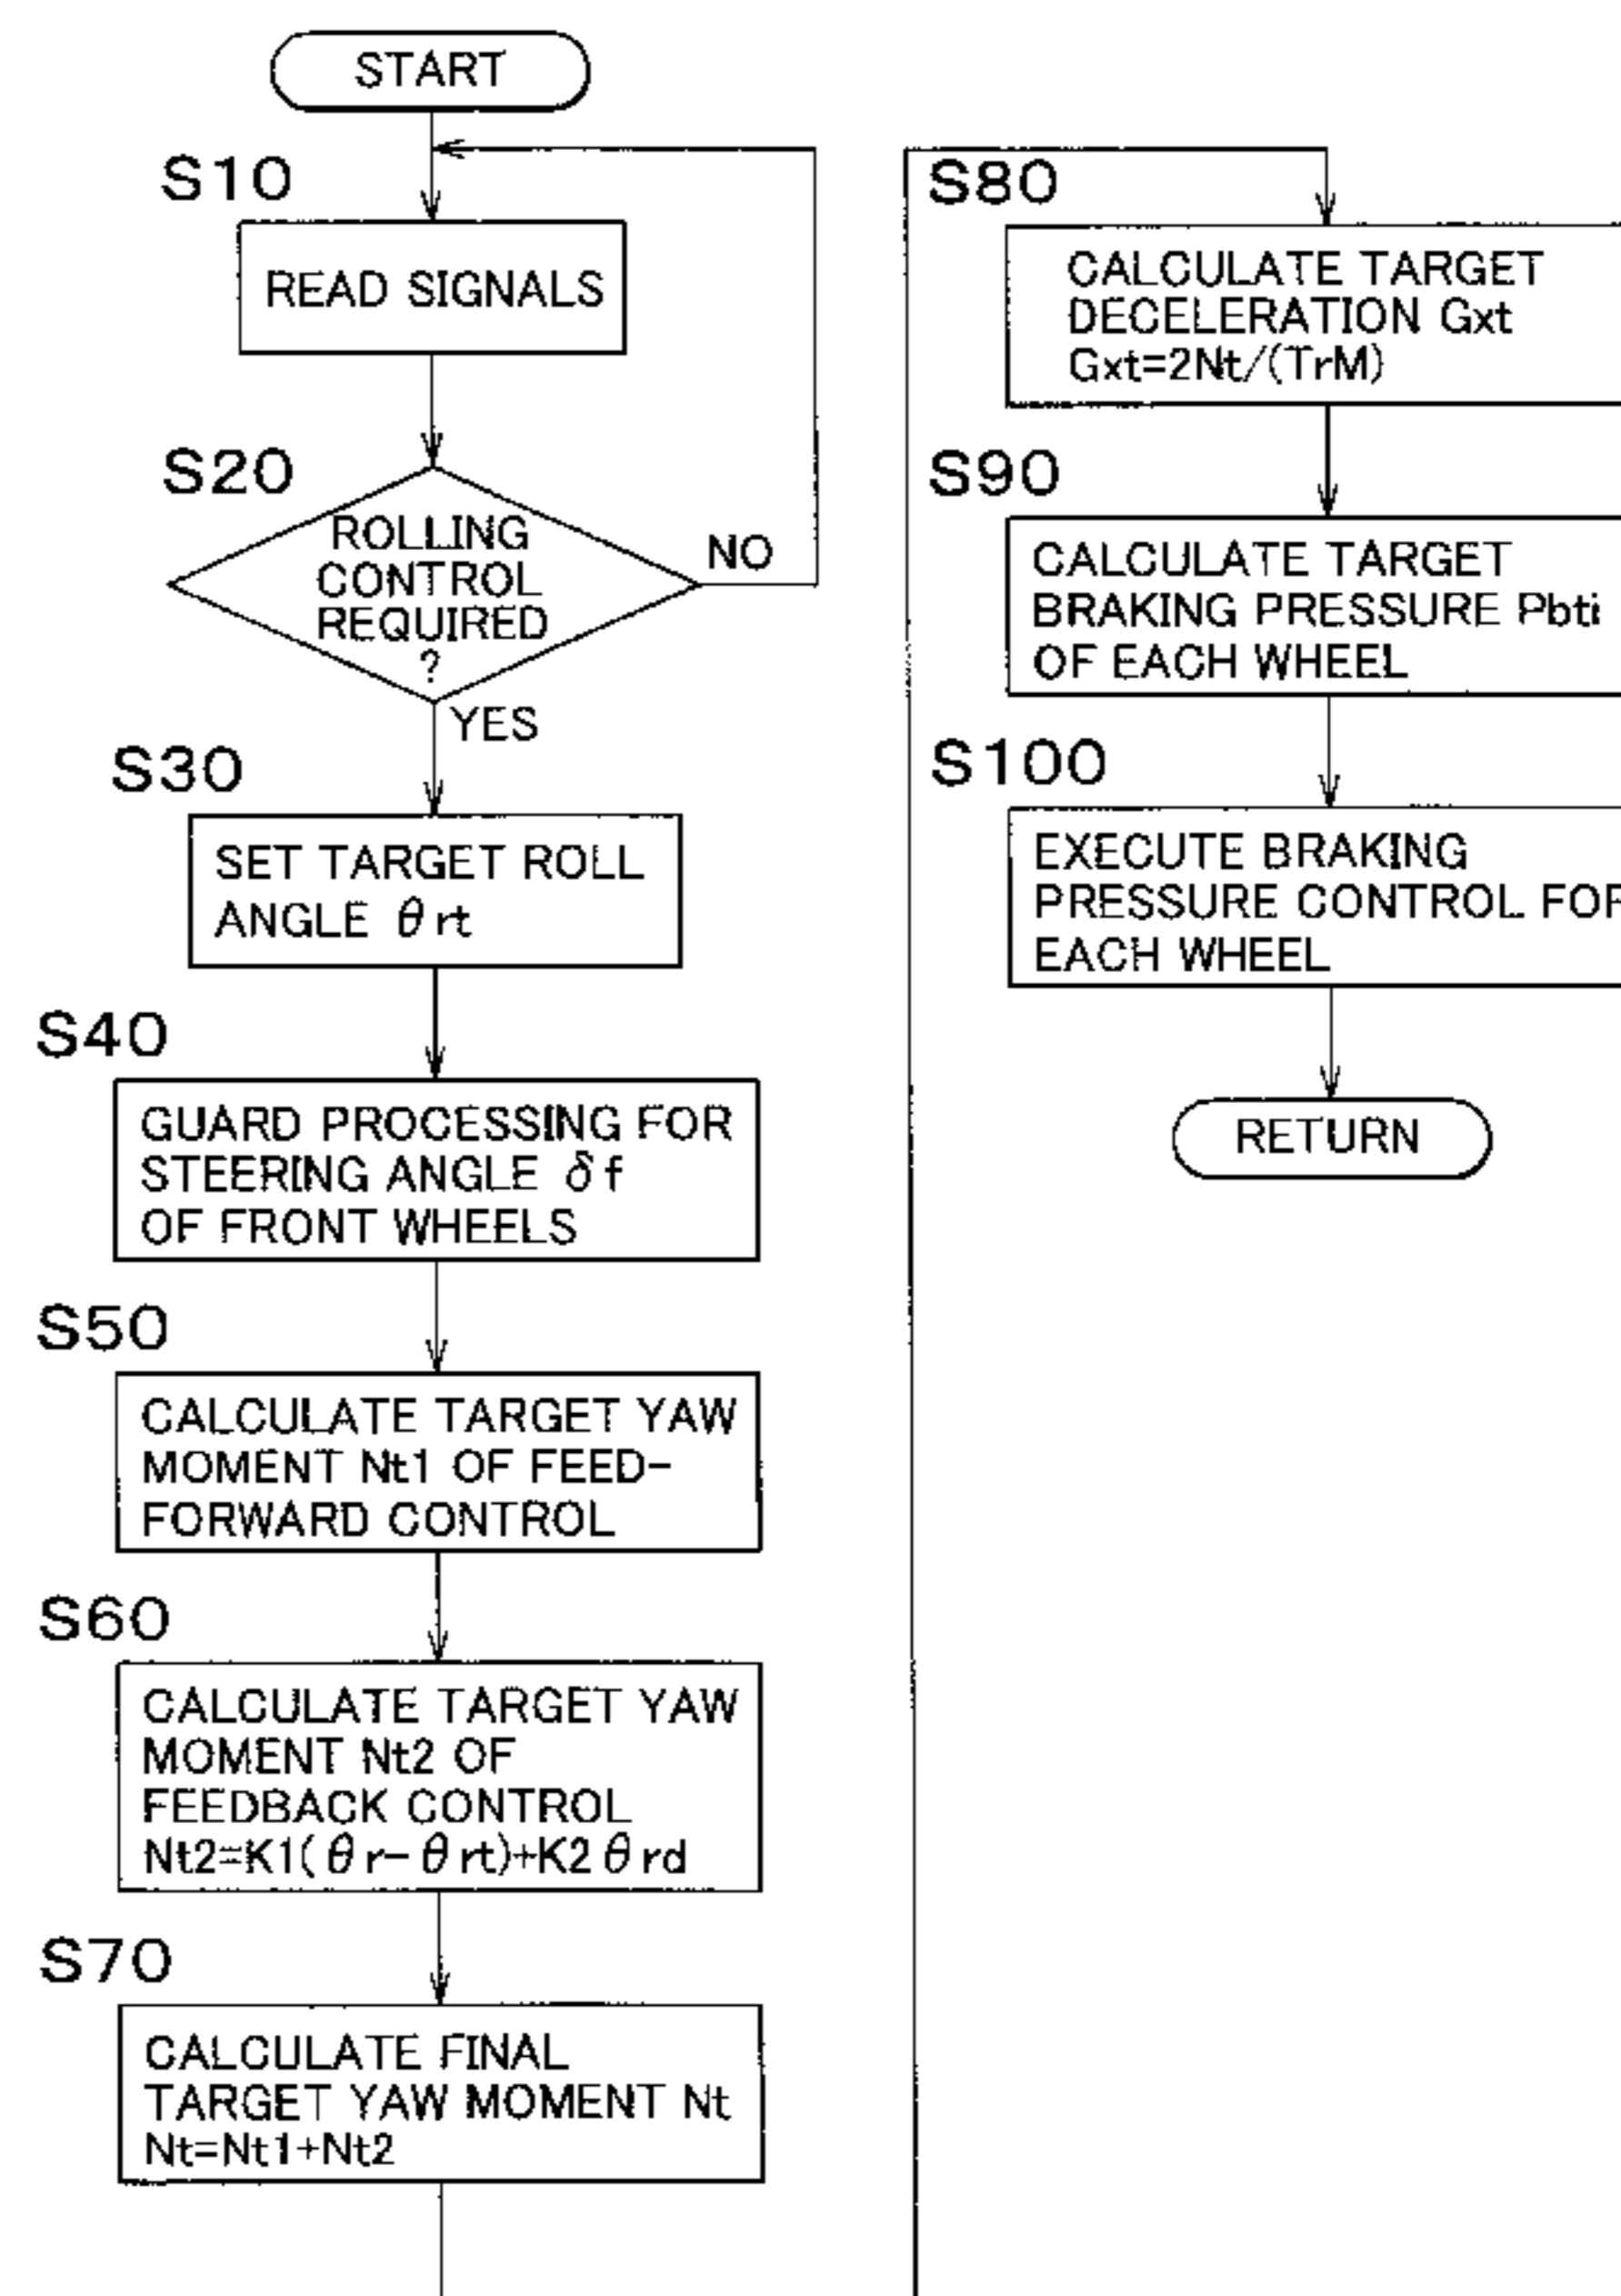 START
S10
READ SIGNALS
S20
ROLLING
CONTROL
REQUIRED
?
NO
YES
S30
SET TARGET ROLL
ANGLE θrt
S40
GUARD PROCESSING FOR
STEERING ANGLE δf
OF FRONT WHEELS
S50
CALCULATE TARGET YAW
MOMENT Nt1 OF FEED-
FORWARD CONTROL
S60
CALCULATE TARGET YAW
MOMENT Nt2 OF
FEEDBACK CONTROL
Nt2=K1(θr-θrt)+K2θrd
S70
CALCULATE FINAL
TARGET YAW MOMENT Nt
Nt=Nt1+Nt2
S80
CALCULATE TARGET
DECELERATION Gxt
Gxt=2Nt/(TrM)
S90
CALCULATE TARGET
BRAKING PRESSURE Pbti
OF EACH WHEEL
S100
EXECUTE BRAKING
PRESSURE CONTROL FOR
EACH WHEEL
RETURN